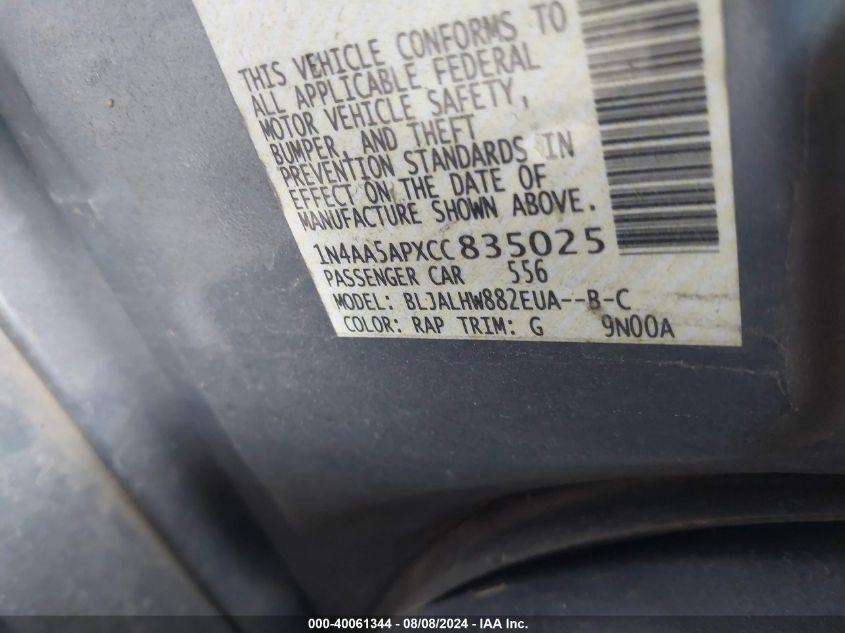 THIS VEHICLE CONFORMS TO
ALL APPLICABLE FEDERAL
MOTOR VEHICLE SAFETY,
BUMPER, AND THEFT
PREVENTION STANDARDS IN
EFFECT ON THE DATE OF
MANUFACTURE SHOWN ABOVE.
1N4AA5APXCC835025
PASSENGER CAR 556
MODEL: BLJALHW882EUA--B-C
COLOR: RAP TRIM: G 9N00A
000-40061344 - 08/08/2024 - IAA Inc.